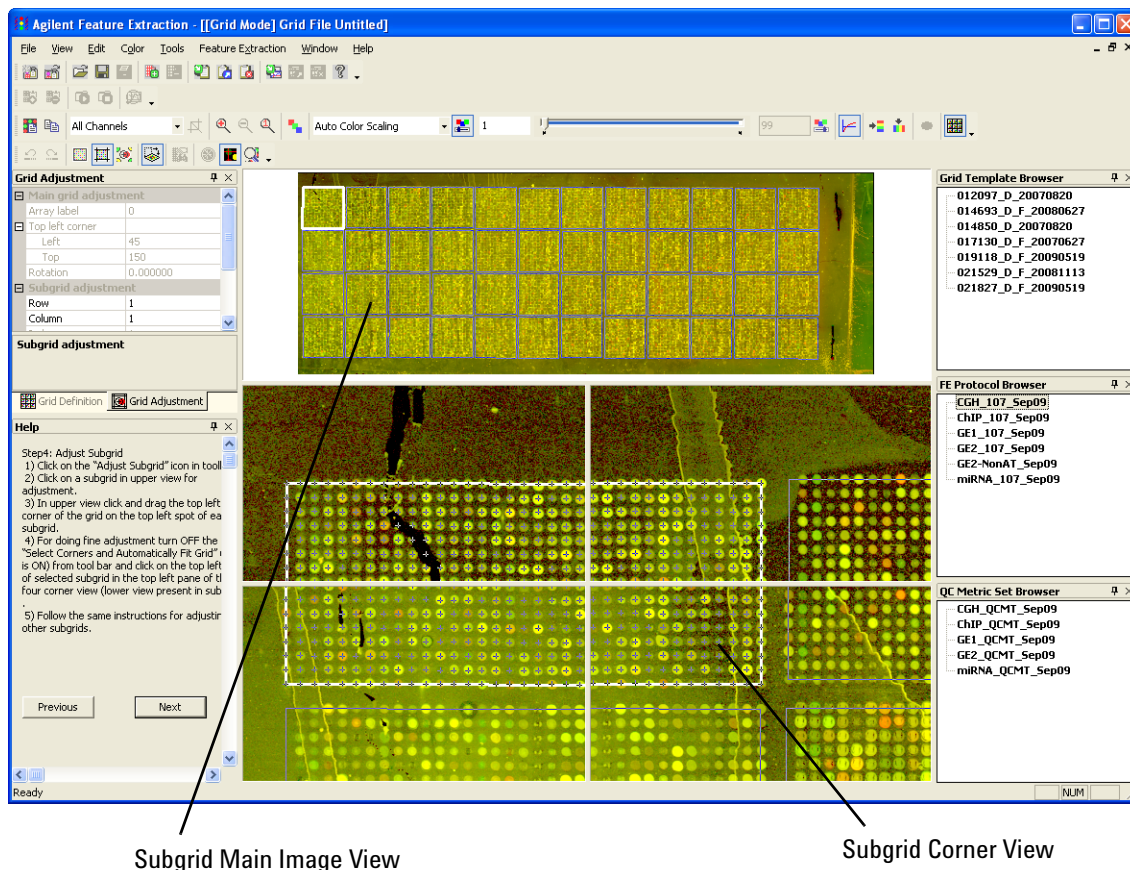 Agilent Feature Extraction - [[Grid Mode] Grid File Untitled]
File View Edit Color Tools Feature Extraction Window Help
All Channels Auto Color Scaling 1 99
Grid Adjustment
Main grid adjustment
Array label 0
Top left corner
Left 45
Top 150
Rotation 0.000000
Subgrid adjustment
Row 1
Column 1
Subgrid adjustment
Grid Definition Grid Adjustment
Help
Step4: Adjust Subgrid
1) Click on the "Adjust Subgrid" icon in tooll
2) Click on a subgrid in upper view for
adjustment.
3) In upper view click and drag the top left
corner of the grid on the top left spot of ea
subgrid.
4) For doing fine adjustment turn OFF the
"Select Corners and Automatically Fit Grid"
is ON) from tool bar and click on the top left
of selected subgrid in the top left pane of
four corner view (lower view present in sub
.
5) Follow the same instructions for adjustir
other subgrids.
Previous Next
Ready
Grid Template Browser
012097_D_20070820
014693_D_F_20080627
014850_D_20070820
017130_D_F_20070627
019118_D_F_20090519
021529_D_F_20081113
021827_D_F_20090519
FE Protocol Browser
CGH_107_Sep09
ChIP_107_Sep09
GE1_107_Sep09
GE2_107_Sep09
GE2-NonAT_Sep09
miRNA_107_Sep09
QC Metric Set Browser
CGH_QCMT_Sep09
ChIP_QCMT_Sep09
GE1_QCMT_Sep09
GE2_QCMT_Sep09
miRNA_QCMT_Sep09
NUM
Subgrid Main Image View
Subgrid Corner View